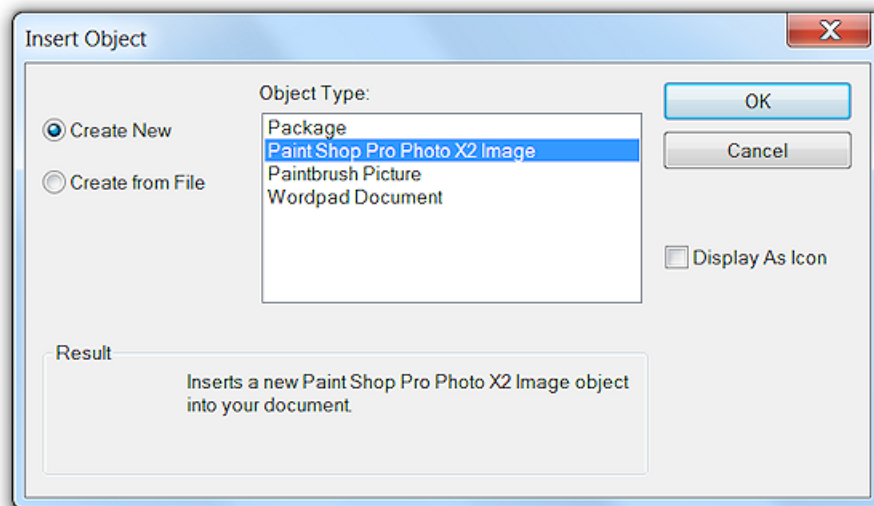 Insert Object
Object Type:
Create New
Create from File
Package
Paint Shop Pro Photo X2 Image
Paintbrush Picture
Wordpad Document
OK
Cancel
Display As Icon
Result
Inserts a new Paint Shop Pro Photo X2 Image object
into your document.